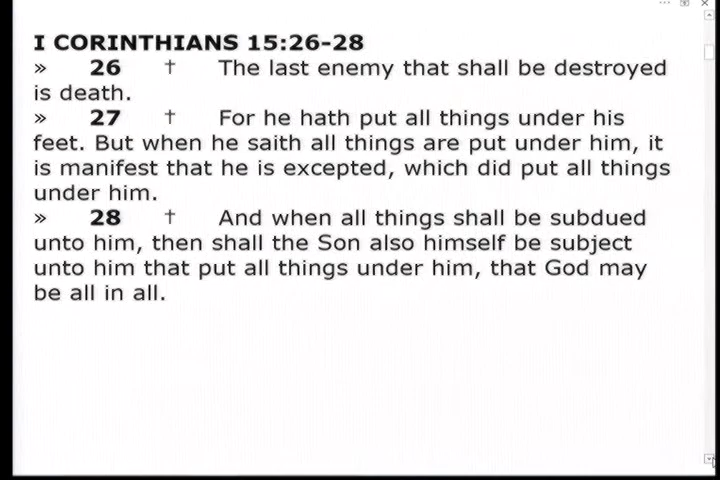 I CORINTHIANS 15:26-28
» 26 † The last enemy that shall be destroyed
is death.
» 27 † For he hath put all things under his
feet. But when he saith all things are put under him, it
is manifest that he is excepted, which did put all things
under him.
» 28 † And when all things shall be subdued
unto him, then shall the Son also himself be subject
unto him that put all things under him, that God may
be all in all.